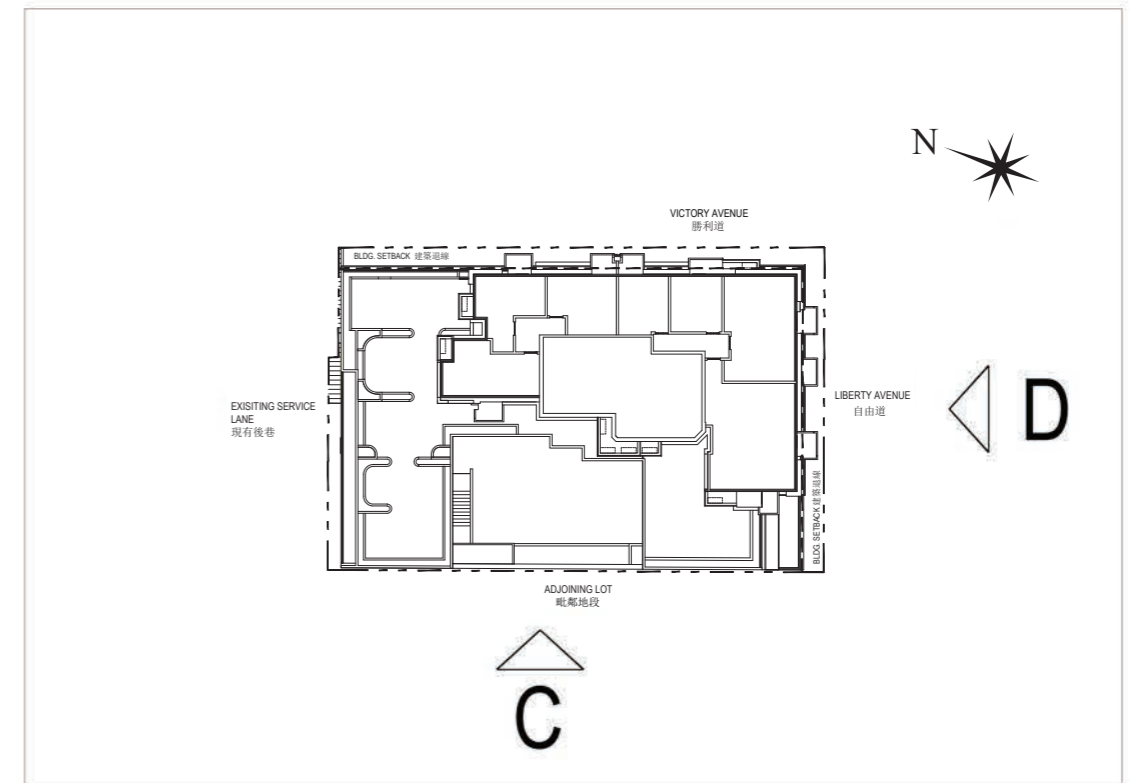 N
VICTORY AVENUE
勝利道
BLDG. SETBACK 建築退線
EXISITING SERVICE
LANE
現有後巷
LIBERTY AVENUE
自由道
D
BLDG. SETBACK 建築退線
ADJOINING LOT
毗鄰地段
C